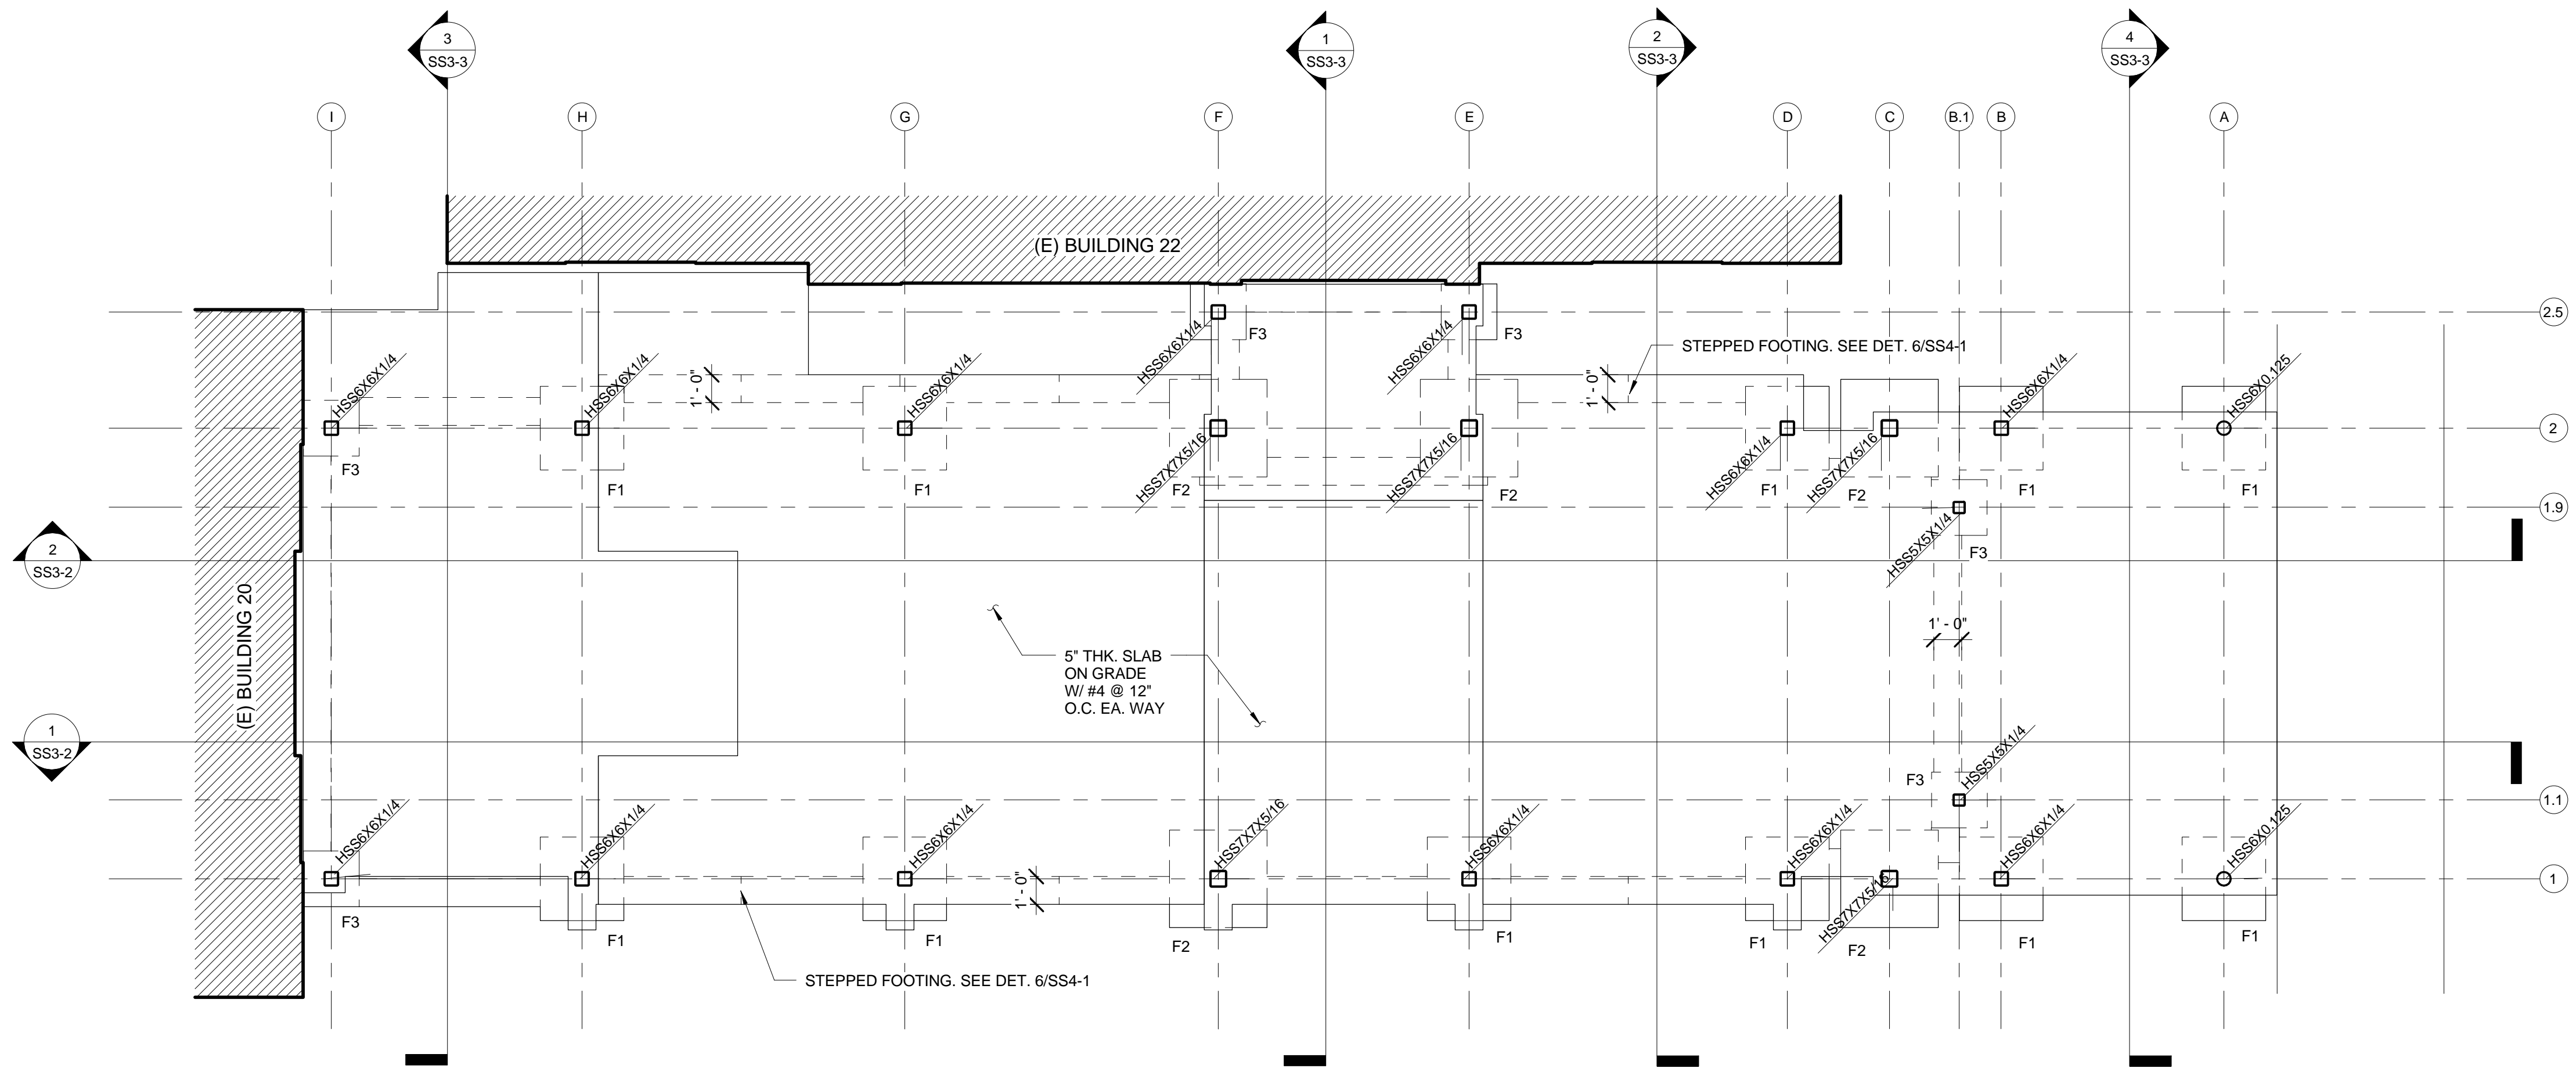 3
SS3-3
1
SS3-3
2
SS3-3
4
SS3-3
I
H
G
F
E
D
C
B.1
B
A
(E) BUILDING 22
2.5
HSS6X6X1/4
F3
HSS6X6X1/4
F3
STEPPED FOOTING. SEE DET. 6/SS4-1
1' - 0"
1' - 0"
HSS6X6X1/4
HSS6X6X1/4
HSS6X6X1/4
HSS6X6X1/4
HSS6X0.125
2
HSS7X7X5/16
HSS7X7X5/16
HSS6X6X1/4
HSS7X7X5/16
F3
F1
F1
F2
F2
F1
F2
F1
F1
1.9
HSS5X5X1/4
F3
2
SS3-2
(E) BUILDING 20
1' - 0"
5" THK. SLAB
ON GRADE
W/ #4 @ 12"
O.C. EA. WAY
1
SS3-2
F3
HSS5X5X1/4
1.1
HSS6X6X1/4
HSS6X6X1/4
HSS6X6X1/4
HSS7X7X5/16
HSS6X6X1/4
HSS6X6X1/4
HSS6X6X1/4
HSS6X0.125
1
1' - 0"
HSS7X7X5/16
F3
F1
F1
F2
F1
F1
F2
F1
F1
STEPPED FOOTING. SEE DET. 6/SS4-1